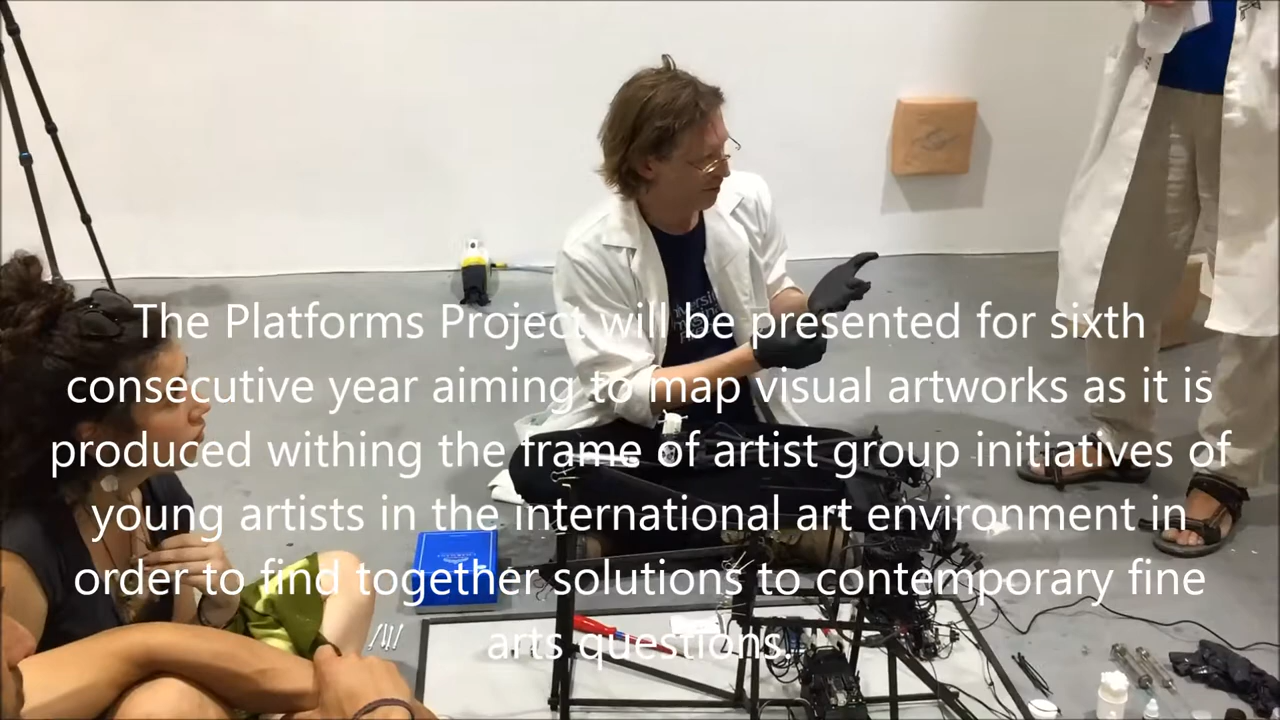 The Platforms Project will be presented for sixth
consecutive year aiming to map visual artworks as it is
produced withing the frame of artist group initiatives of
young artists in the international art environment in
order to find together solutions to contemporary fine
arts questions.